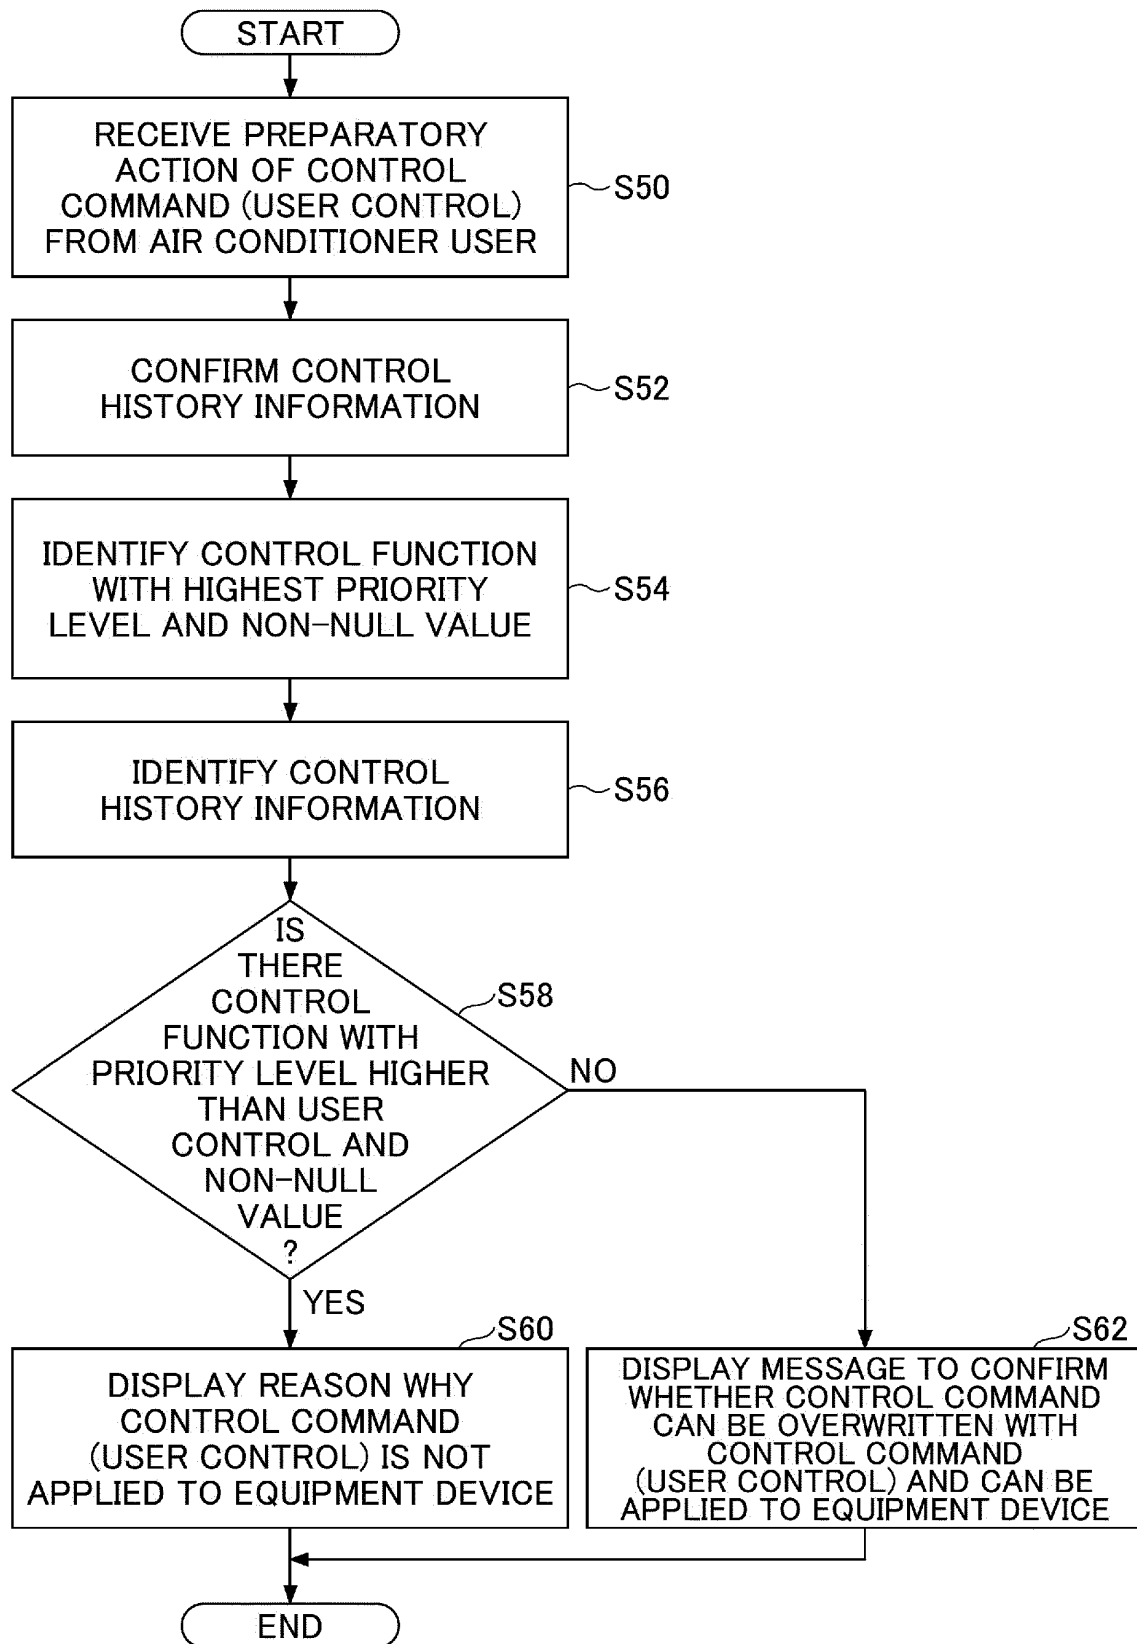 START
RECEIVE PREPARATORY
ACTION OF CONTROL
COMMAND (USER CONTROL)
FROM AIR CONDITIONER USER
S50
CONFIRM CONTROL
HISTORY INFORMATION
S52
IDENTIFY CONTROL FUNCTION
WITH HIGHEST PRIORITY
LEVEL AND NON-NULL VALUE
S54
IDENTIFY CONTROL
HISTORY INFORMATION
S56
IS
THERE
CONTROL
FUNCTION WITH
PRIORITY LEVEL HIGHER
THAN USER
CONTROL AND
NON-NULL
VALUE
?
S58
NO
YES
S60
DISPLAY REASON WHY
CONTROL COMMAND
(USER CONTROL) IS NOT
APPLIED TO EQUIPMENT DEVICE
S62
DISPLAY MESSAGE TO CONFIRM
WHETHER CONTROL COMMAND
CAN BE OVERWRITTEN WITH
CONTROL COMMAND
(USER CONTROL) AND CAN BE
APPLIED TO EQUIPMENT DEVICE
END